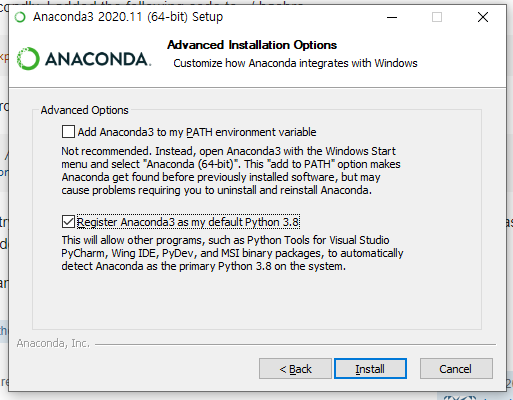 Anaconda3 2020.11 (64-bit) Setup
ANACONDA.
Advanced Installation Options
Customize how Anaconda integrates with Windows
Advanced Options
Add Anaconda3 to my PATH environment variable
Not recommended. Instead, open Anaconda3 with the Windows Start
menu and select "Anaconda (64-bit)". This "add to PATH" option makes
Anaconda get found before previously installed software, but may
cause problems requiring you to uninstall and reinstall Anaconda.
Register Anaconda3 as my default Python 3.8
This will allow other programs, such as Python Tools for Visual Studio
PyCharm, Wing IDE, PyDev, and MSI binary packages, to automatically
detect Anaconda as the primary Python 3.8 on the system.
Anaconda, Inc.
< Back
Install
Cancel